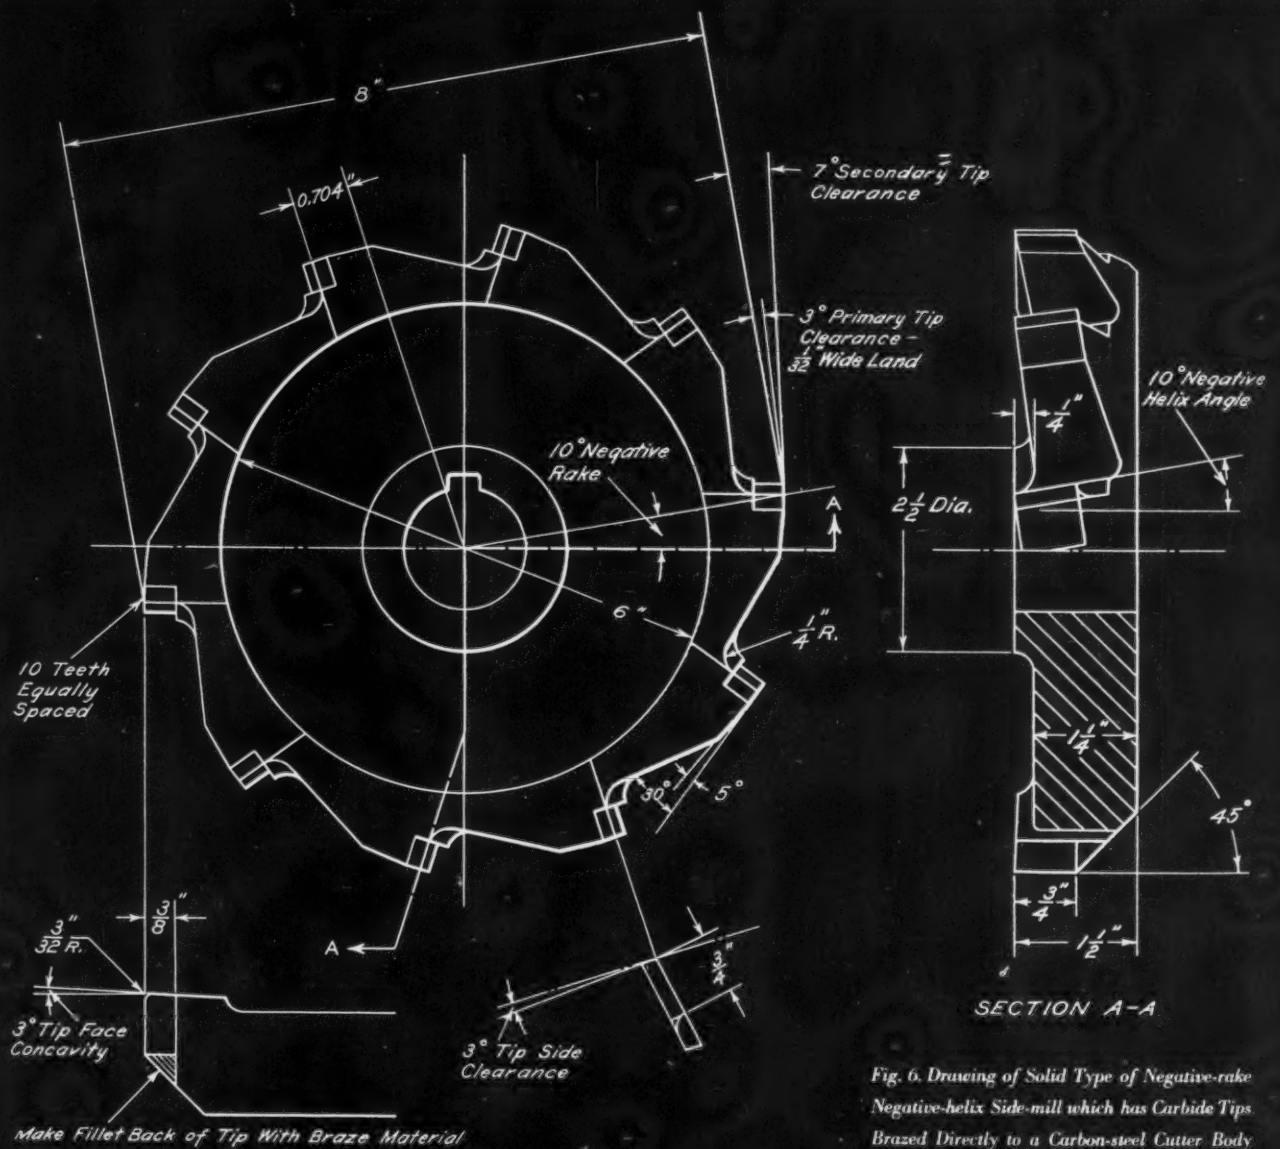 8"
0.704"
7° Secondary Tip
Clearance
3° Primary Tip
Clearance –
1/32" Wide Land
10° Negative
Helix Angle
1/4"
10° Negative
Rake
A
2 1/2 Dia.
6"
1/4" R.
10 Teeth
Equally
Spaced
1 1/4"
30°
5°
45°
3/8"
3/32" R.
A
3/4"
3/4"
1 1/2"
SECTION A-A
3° Tip Face
Concavity
3° Tip Side
Clearance
Make Fillet Back of Tip With Braze Material
Fig. 6. Drawing of Solid Type of Negative-rake
Negative-helix Side-mill which has Carbide Tips
Brazed Directly to a Carbon-steel Cutter Body